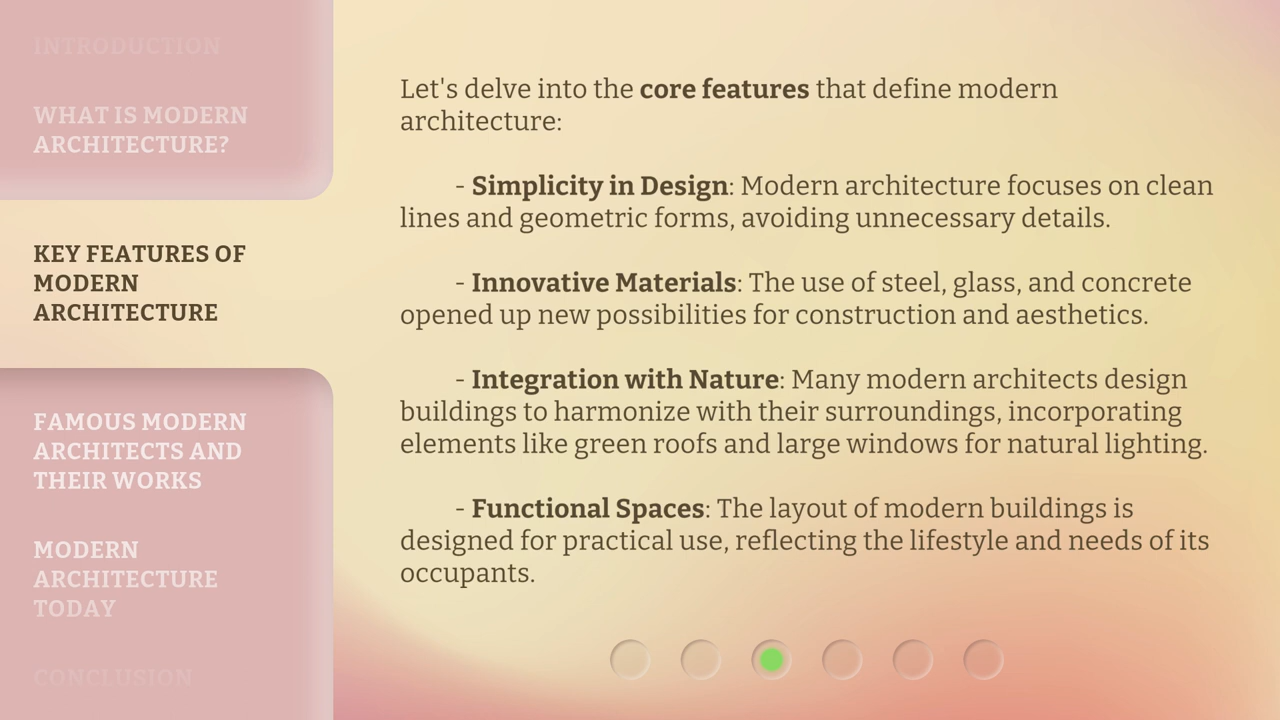 INTRODUCTION
WHAT IS MODERN
ARCHITECTURE?
KEY FEATURES OF
MODERN
ARCHITECTURE
FAMOUS MODERN
ARCHITECTS AND
THEIR WORKS
MODERN
ARCHITECTURE
TODAY
CONCLUSION
Let's delve into the core features that define modern
architecture:
- Simplicity in Design: Modern architecture focuses on clean
lines and geometric forms, avoiding unnecessary details.
- Innovative Materials: The use of steel, glass, and concrete
opened up new possibilities for construction and aesthetics.
- Integration with Nature: Many modern architects design
buildings to harmonize with their surroundings, incorporating
elements like green roofs and large windows for natural lighting.
- Functional Spaces: The layout of modern buildings is
designed for practical use, reflecting the lifestyle and needs of its
occupants.